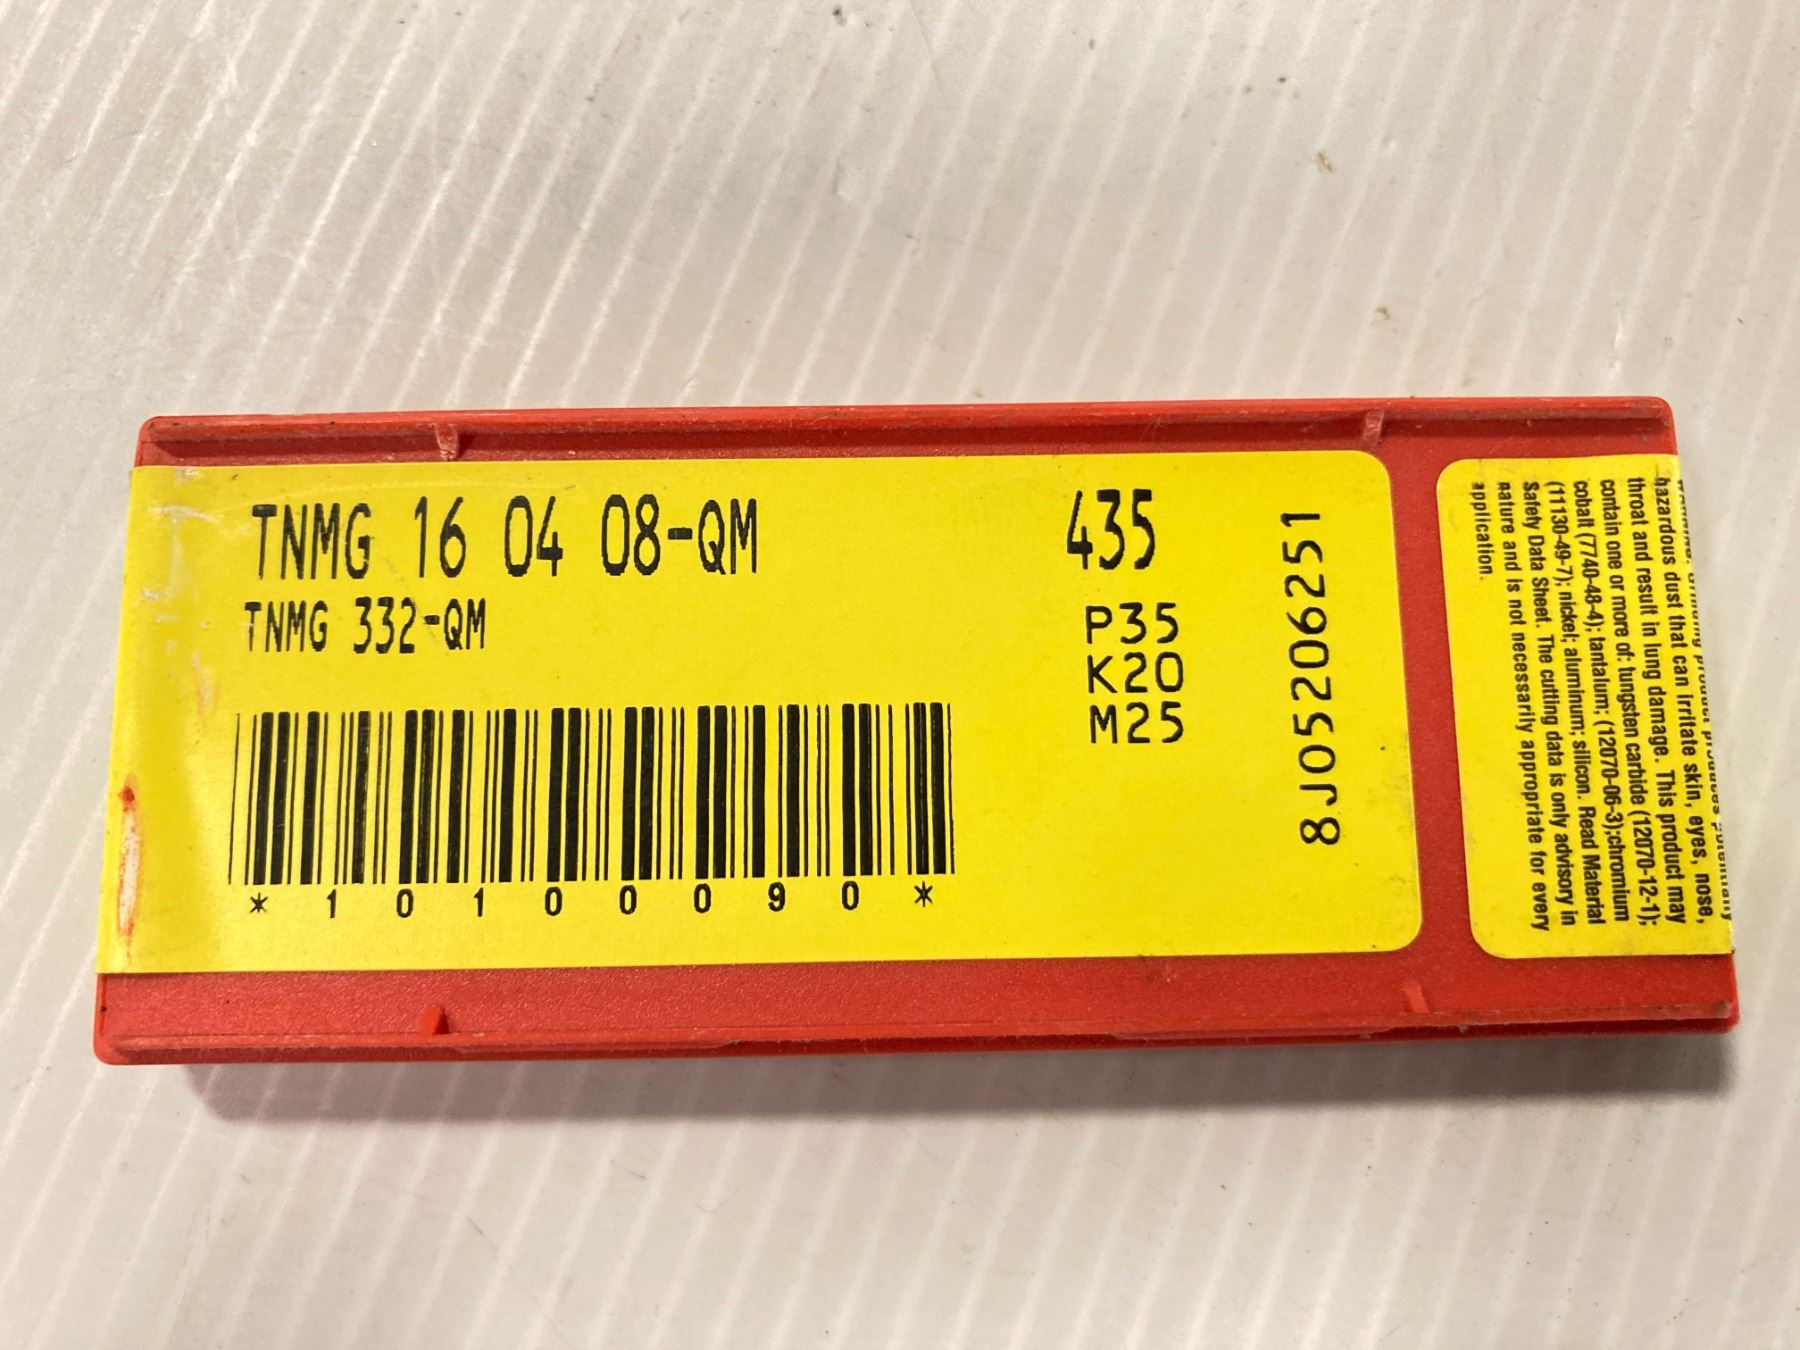 TNMG 16 04 08-QM
TNMG 332-QM
*10100090*
435
P35
K20
M25
8J05206251
hazardous dust that can irritate skin, eyes, nose,
throat and result in lung damage. This product may
contain one or more of: tungsten carbide (12070-12-1);
cobalt (7740-48-4); tantalum; (12070-06-3);chromium
(11130-49-7); nickel; aluminum; silicon. Read Material
Safety Data Sheet. The cutting data is only advisory in
nature and is not necessarily appropriate for every
application.